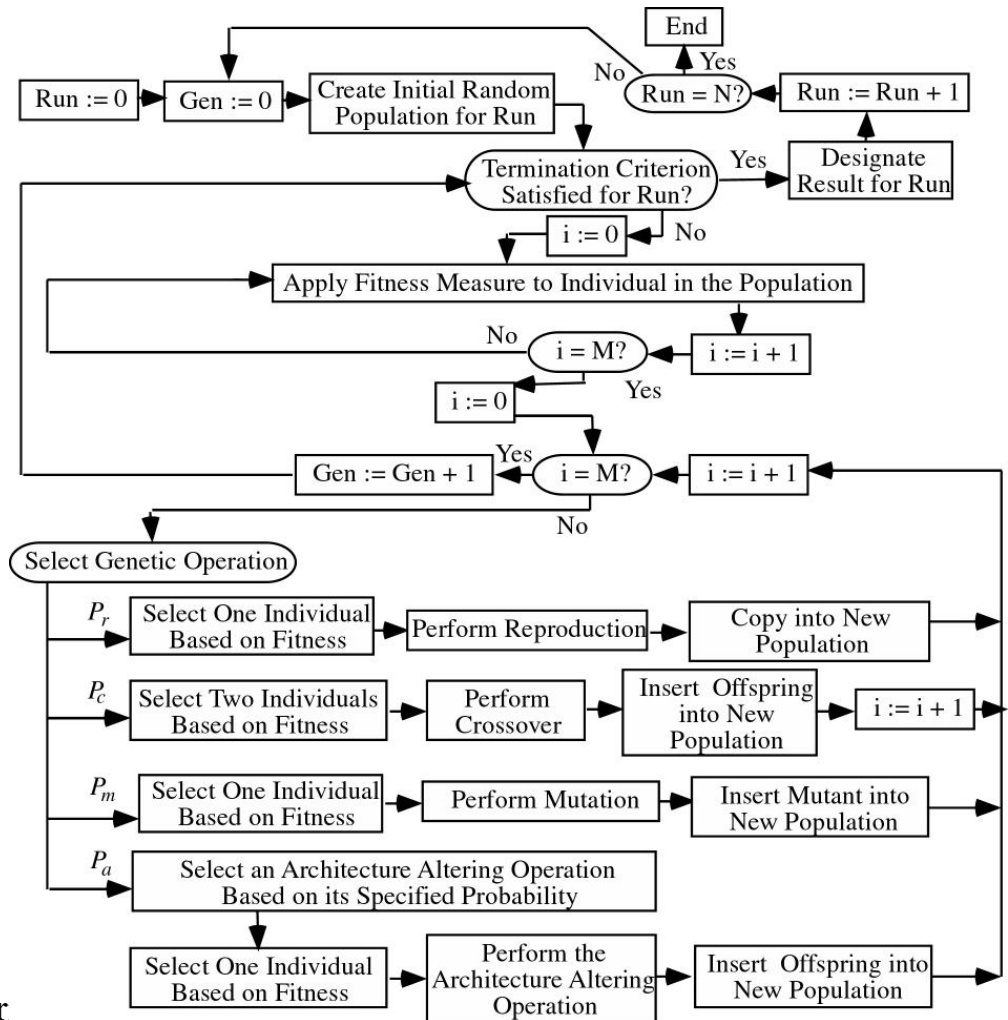 End
No
Yes
Run := 0
Gen := 0
Create Initial Random
Population for Run
Run = N?
Run := Run + 1
Termination Criterion
Satisfied for Run?
Yes
Designate
Result for Run
i := 0
No
Apply Fitness Measure to Individual in the Population
No
i = M?
i := i + 1
Yes
i := 0
Gen := Gen + 1
Yes
i = M?
i := i + 1
No
Select Genetic Operation
Pr
Select One Individual
Based on Fitness
Perform Reproduction
Copy into New
Population
Pc
Select Two Individuals
Based on Fitness
Perform
Crossover
Insert Offspring
into New
Population
i := i + 1
Pm
Select One Individual
Based on Fitness
Perform Mutation
Insert Mutant into
New Population
Pa
Select an Architecture Altering Operation
Based on its Specified Probability
Select One Individual
Based on Fitness
Perform the
Architecture Altering
Operation
Insert Offspring into
New Population
r